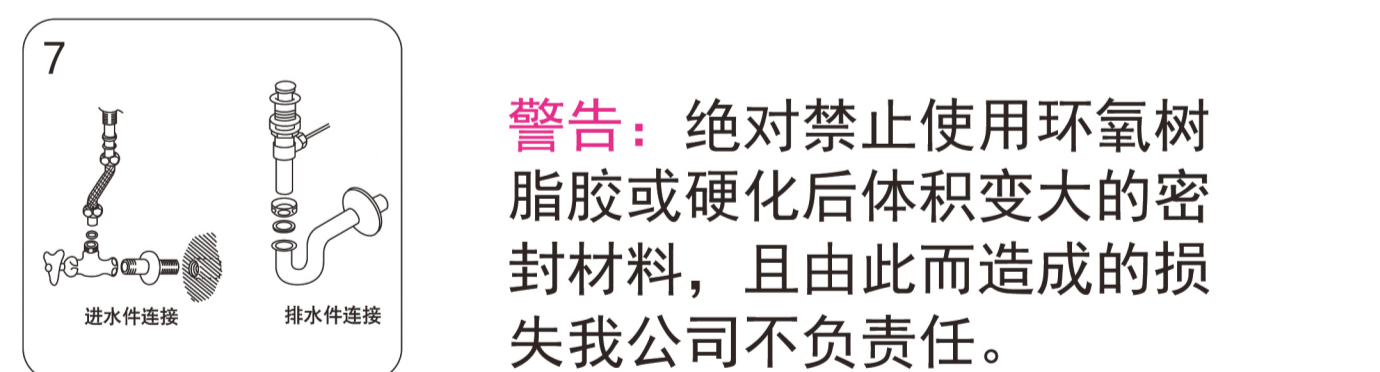 7
进水件连接
排水件连接
警告：绝对禁止使用环氧树
脂胶或硬化后体积变大的密
封材料，且由此而造成的损
失我公司不负责任。